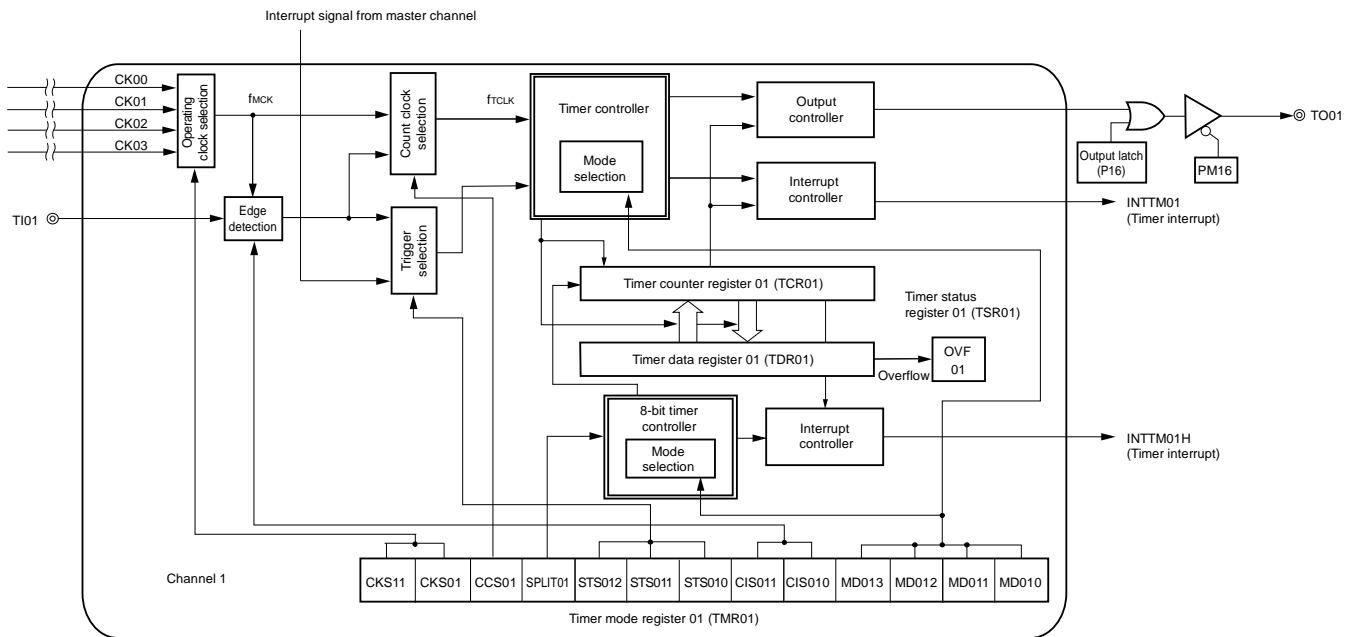 Interrupt signal from master channel
CK00
CK01
CK02
CK03
Operating
clock selection
fMCK
Count clock
selection
fTCLK
Timer controller
Mode
selection
Output
controller
TO01
Output latch
(P16)
PM16
Interrupt
controller
INTTM01
(Timer interrupt)
TI01
Edge
detection
Trigger
selection
Timer counter register 01 (TCR01)
Timer status
register 01 (TSR01)
Timer data register 01 (TDR01)
Overflow
OVF
01
8-bit timer
controller
Mode
selection
Interrupt
controller
INTTM01H
(Timer interrupt)
Channel 1
CKS11 CKS01 CCS01 SPLIT01 STS012 STS011 STS010 CIS011 CIS010 MD013 MD012 MD011 MD010
Timer mode register 01 (TMR01)